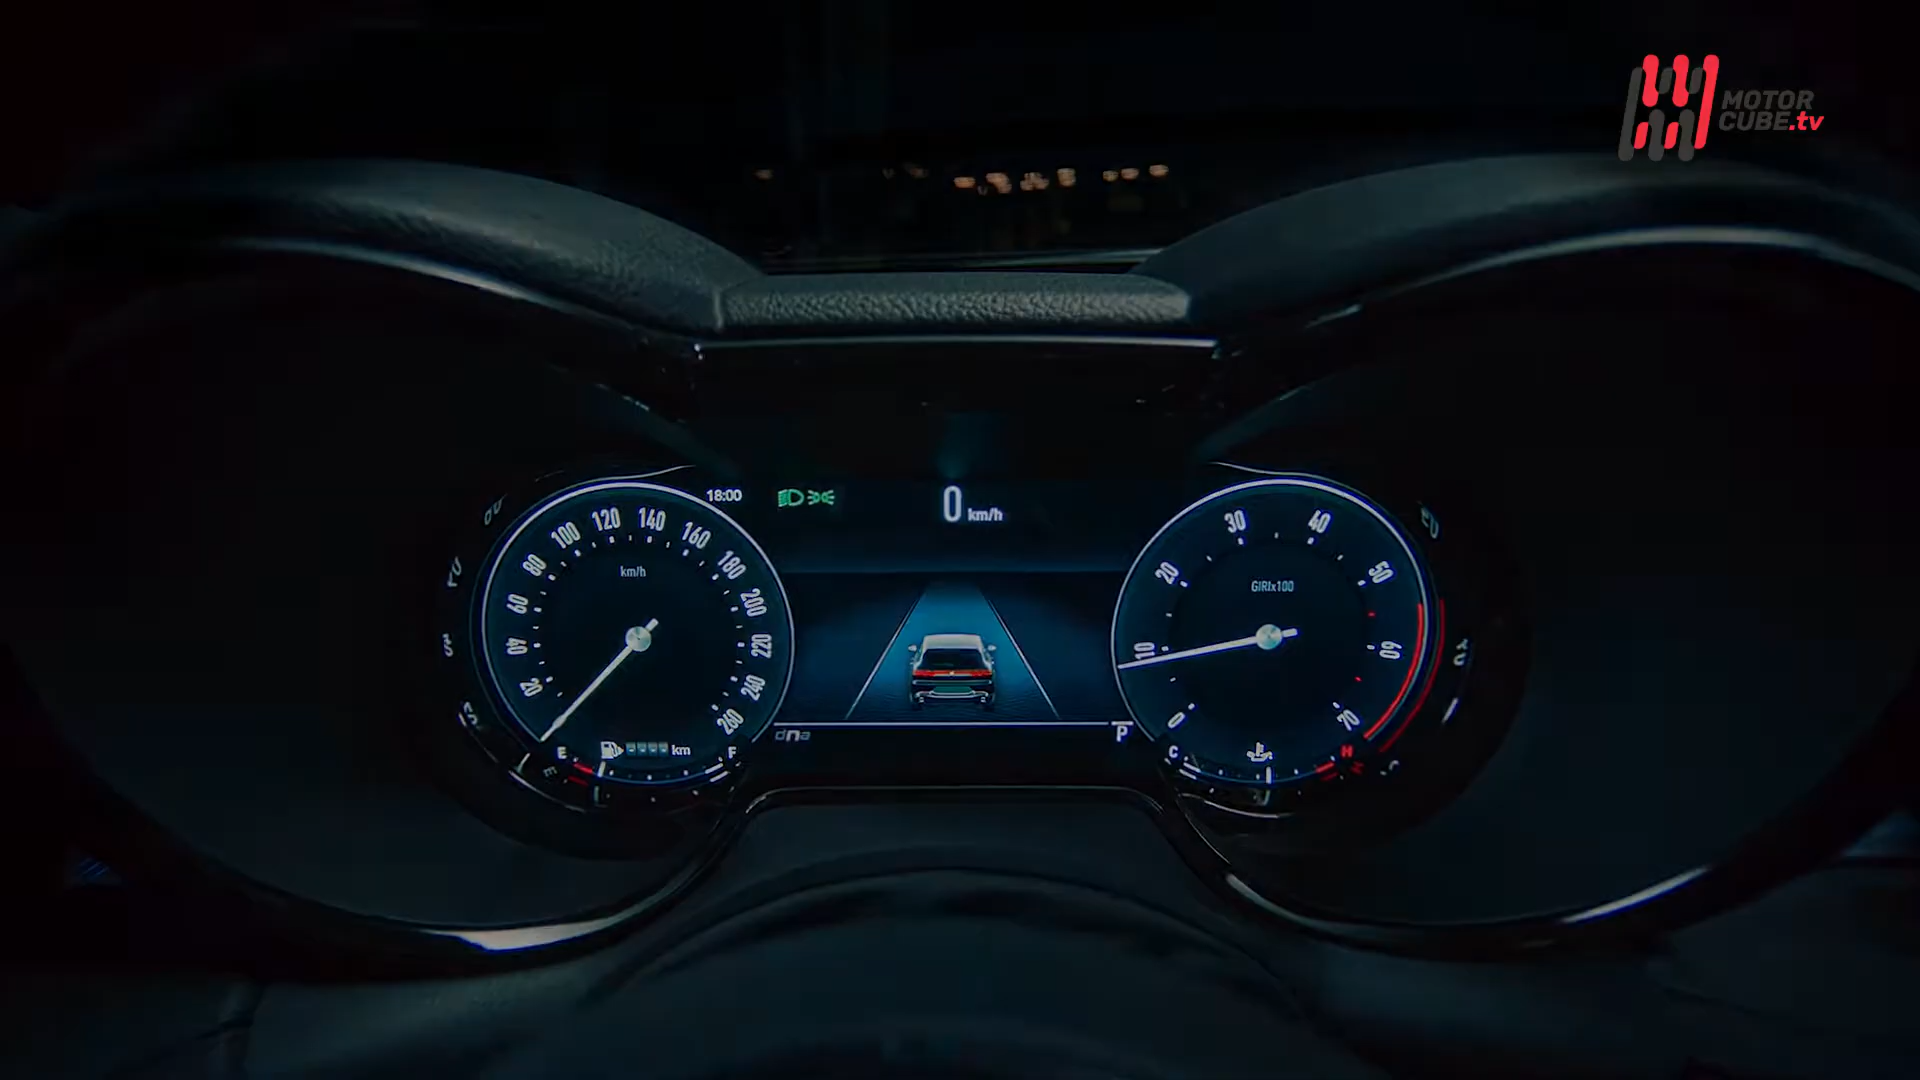 MOTOR
CUBE.tv
18:00
0 km/h
20 40 60 80 100 120 140 160 180 200 220 240 260
km/h
E km F
dna
P
0 10 20 30 40 50 60 70
GIRIx100
C H